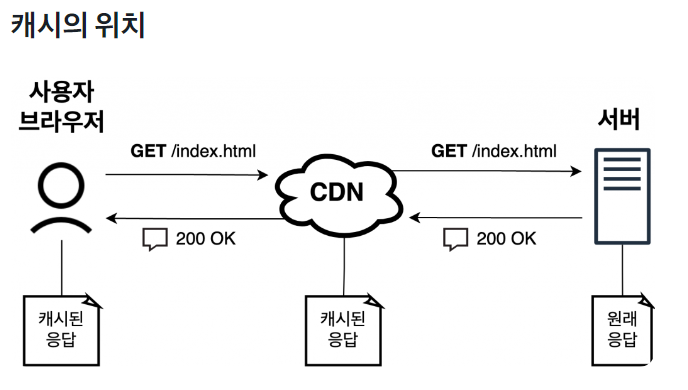 캐시의 위치
사용자
브라우저
서버
GET /index.html
GET /index.html
CDN
200 OK
200 OK
캐시된
응답
캐시된
응답
원래
응답